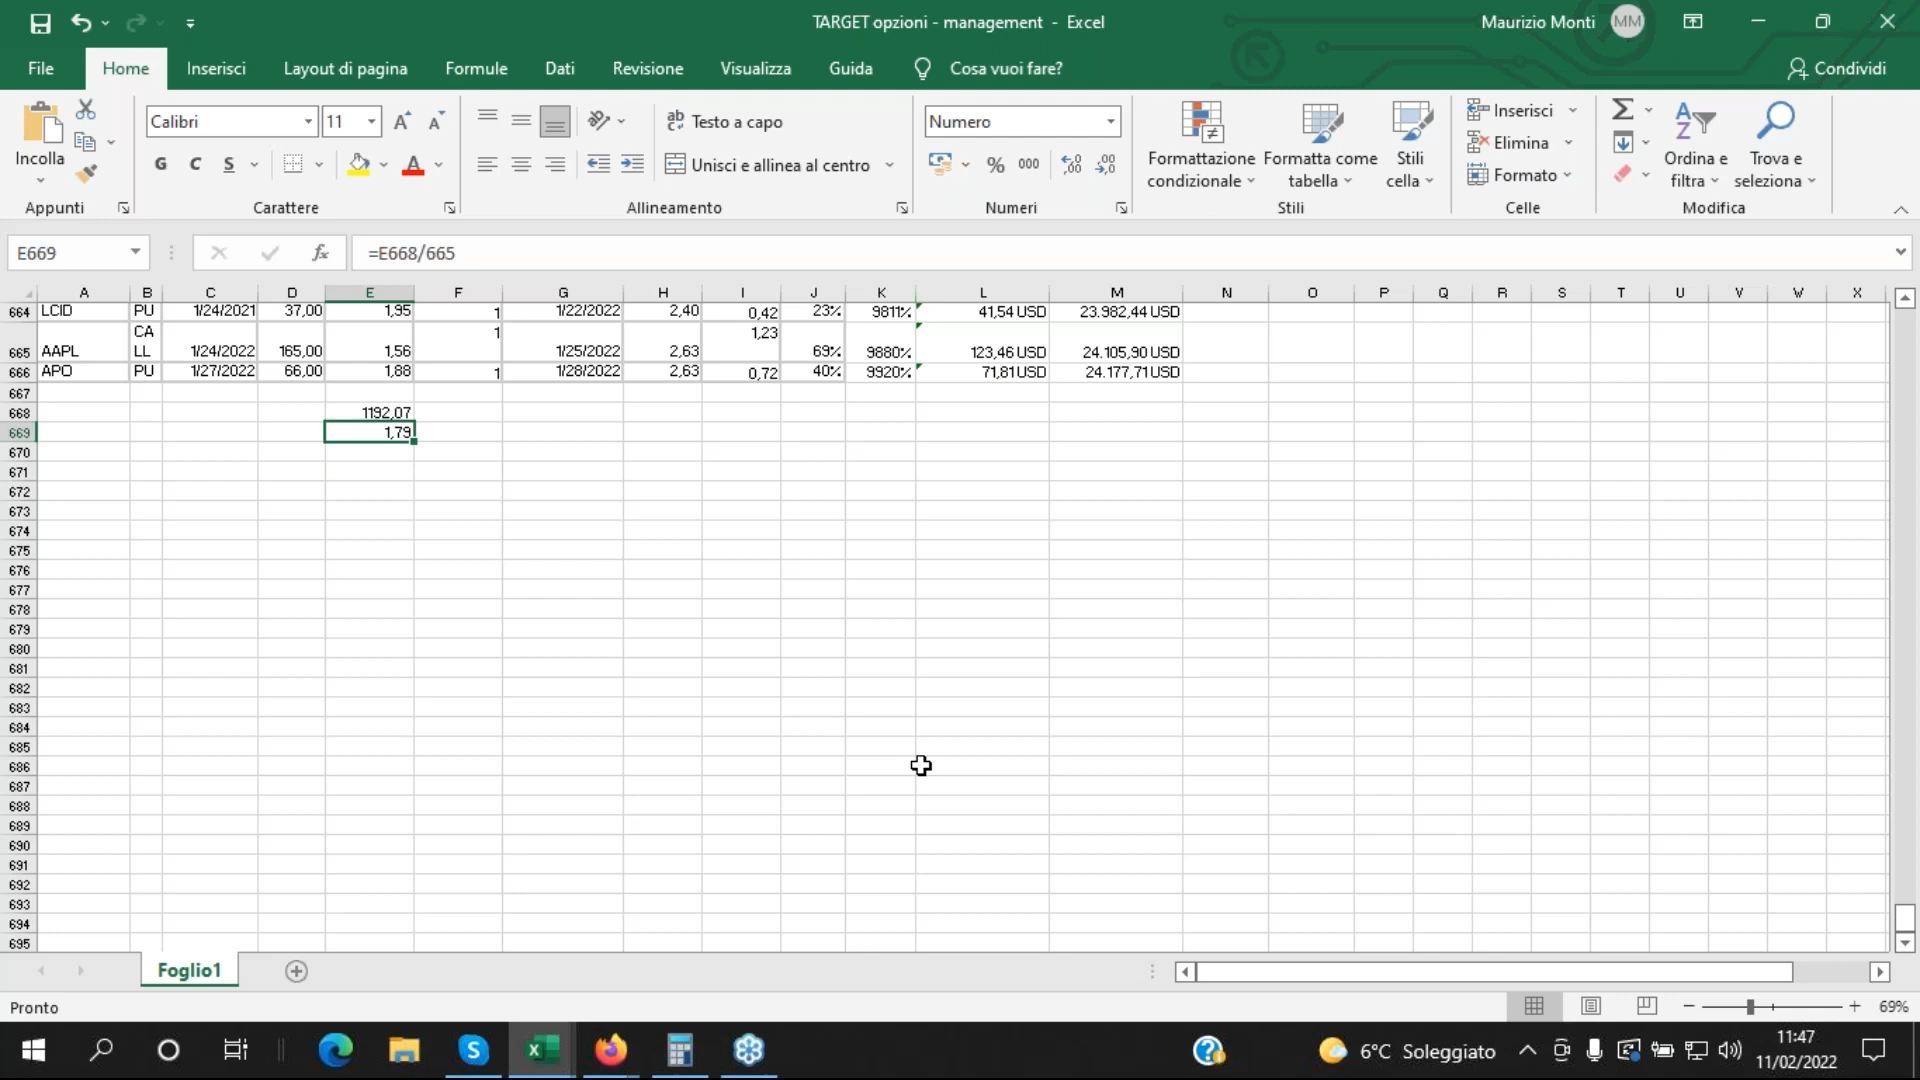 TARGET opzioni - management - Excel
Maurizio Monti MM
File Home Inserisci Layout di pagina Formule Dati Revisione Visualizza Guida Cosa vuoi fare? Condividi
Incolla
Appunti
Calibri 11
G C S
Carattere
Testo a capo
Unisci e allinea al centro
Allineamento
Numero
% 000
Numeri
Formattazione condizionale
Formatta come tabella
Stili cella
Stili
Inserisci
Elimina
Formato
Celle
Ordina e filtra
Trova e seleziona
Modifica
E669 fx =E668/665
A B C D E F G H I J K L M N O P Q R S T U V W X
664 LCID PU 1/24/2021 37,00 1,95 1 1/22/2022 2,40 0,42 23% 9811% 41,54 USD 23.982,44 USD
665 AAPL CALL 1/24/2022 165,00 1,56 1 1/25/2022 2,63 1,23 69% 9880% 123,46 USD 24.105,90 USD
666 APO PU 1/27/2022 66,00 1,88 1 1/28/2022 2,63 0,72 40% 9920% 71,81 USD 24.177,71 USD
667
668 1192,07
669 1,79
670
671
672
673
674
675
676
677
678
679
680
681
682
683
684
685
686
687
688
689
690
691
692
693
694
695
Foglio1
Pronto
69%
6°C Soleggiato
11:47
11/02/2022